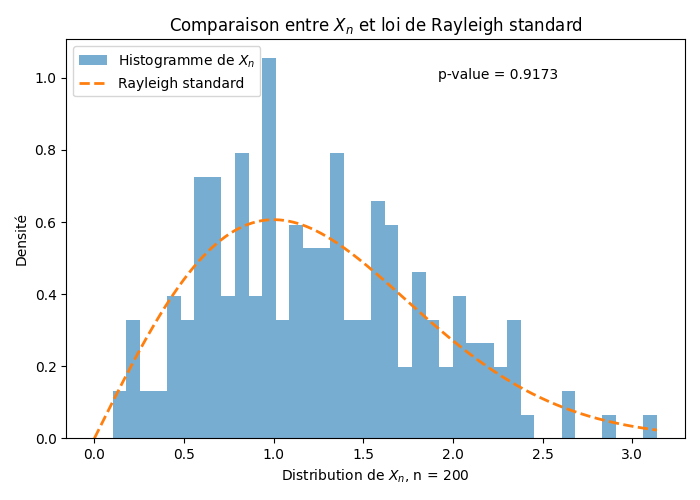 Comparaison entre Xₙ et loi de Rayleigh standard
Histogramme de Xₙ
Rayleigh standard
p-value = 0.9173
Densité
1.0
0.8
0.6
0.4
0.2
0.0
0.0 0.5 1.0 1.5 2.0 2.5 3.0
Distribution de Xₙ, n = 200